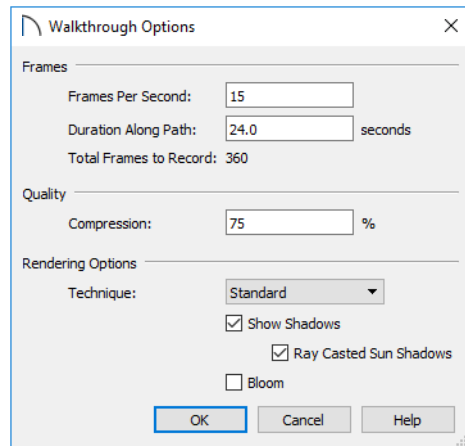 Walkthrough Options
Frames
Frames Per Second: 15
Duration Along Path: 24.0 seconds
Total Frames to Record: 360
Quality
Compression: 75 %
Rendering Options
Technique: Standard
Show Shadows
Ray Casted Sun Shadows
Bloom
OK Cancel Help